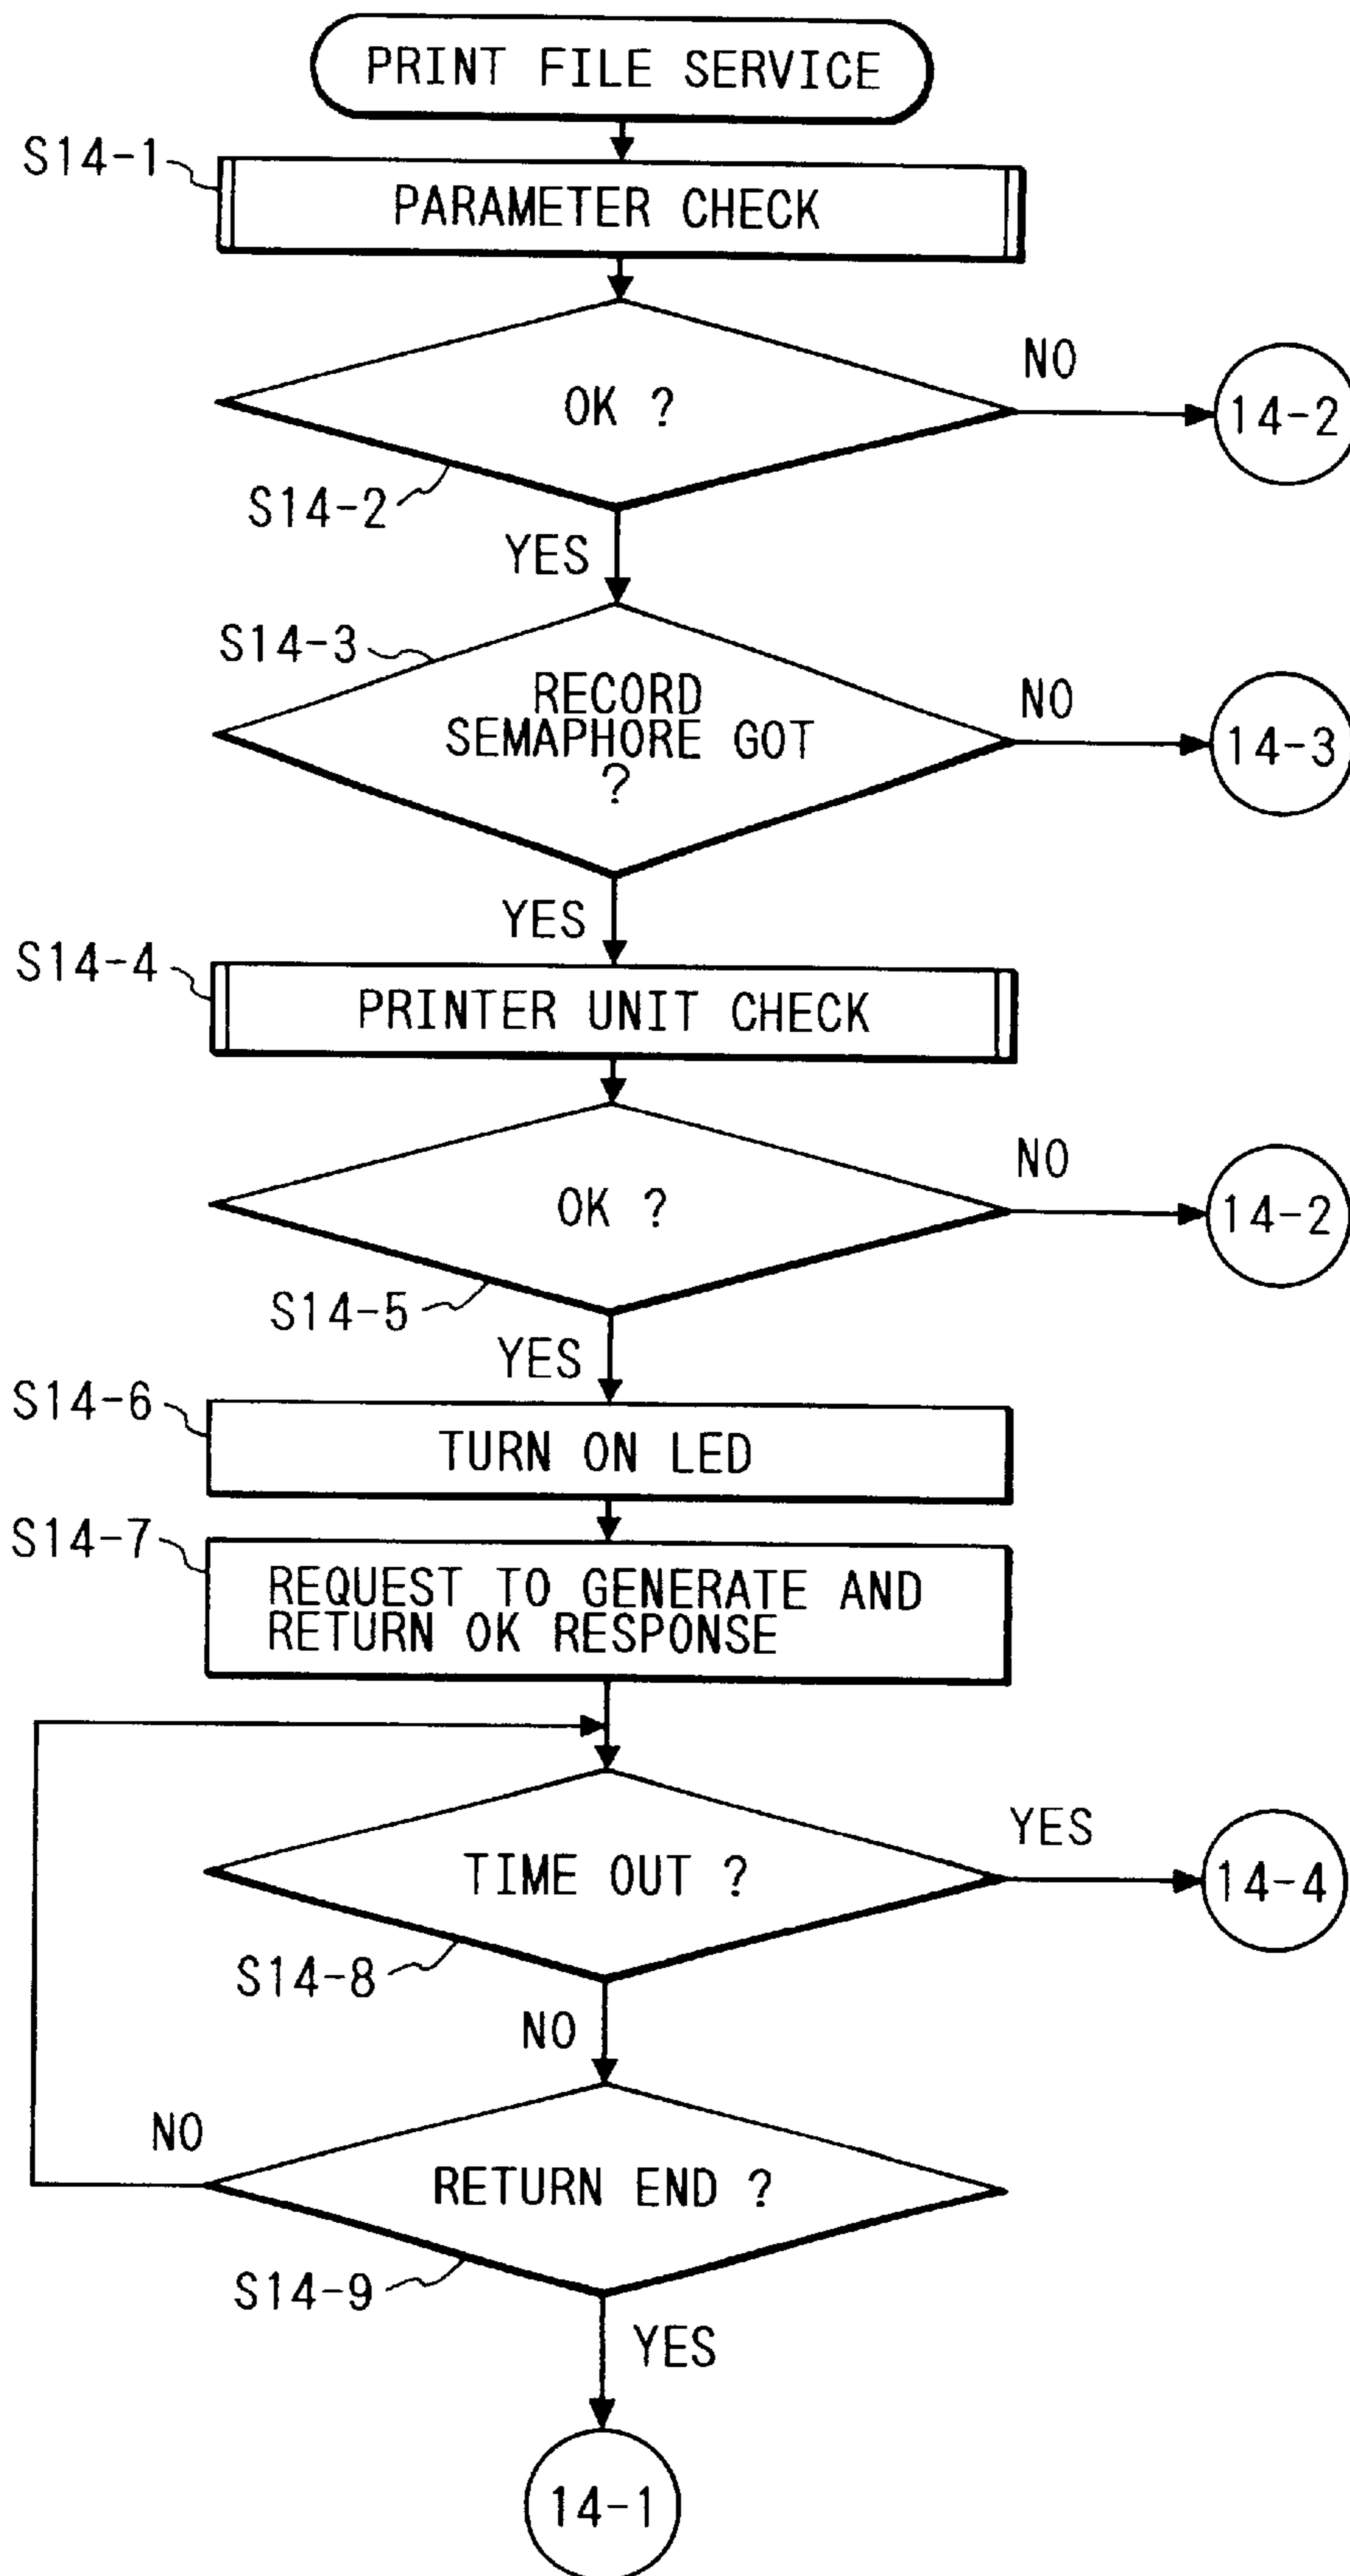 PRINT FILE SERVICE
S14-1
PARAMETER CHECK
OK ?
NO
14-2
S14-2
YES
S14-3
RECORD
SEMAPHORE GOT
?
NO
14-3
YES
S14-4
PRINTER UNIT CHECK
OK ?
NO
14-2
S14-5
YES
S14-6
TURN ON LED
S14-7
REQUEST TO GENERATE AND
RETURN OK RESPONSE
TIME OUT ?
YES
14-4
S14-8
NO
NO
RETURN END ?
S14-9
YES
14-1